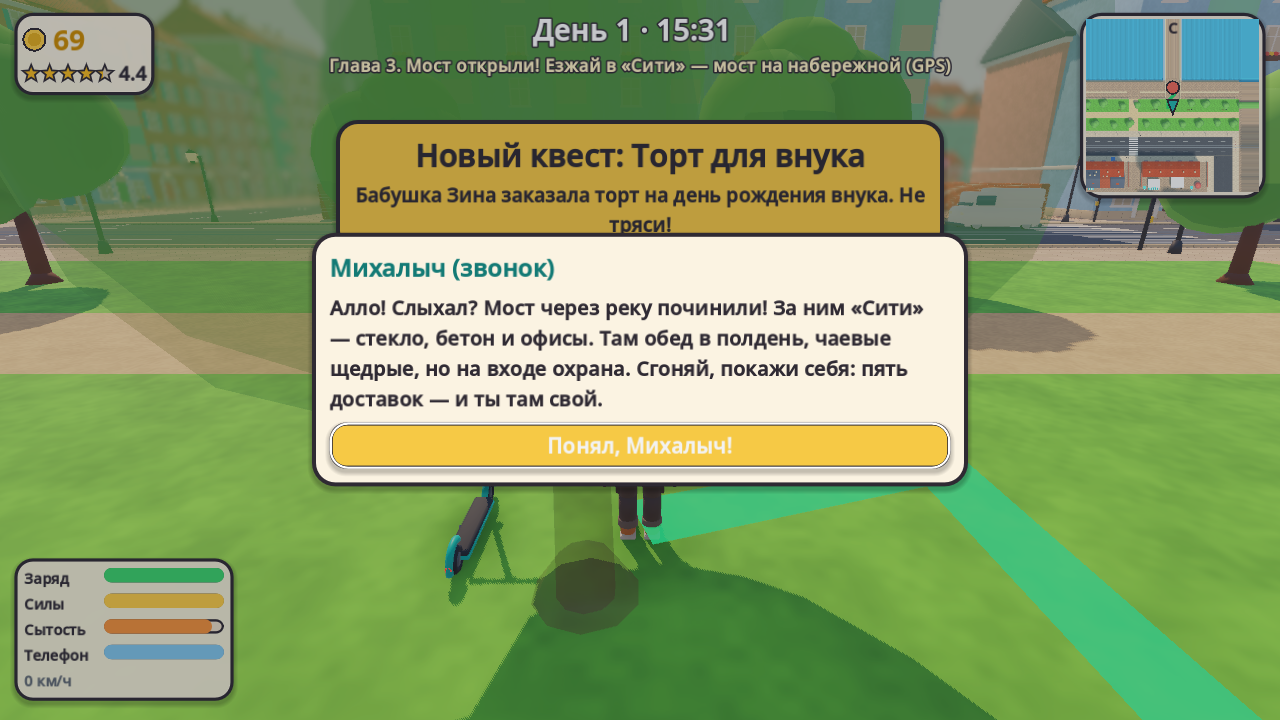 69
4.4
День 1 · 15:31
Глава 3. Мост открыли! Езжай в «Сити» — мост на набережной (GPS)
С
Новый квест: Торт для внука
Бабушка Зина заказала торт на день рождения внука. Не
тряси!
Михалыч (звонок)
Алло! Слыхал? Мост через реку починили! За ним «Сити»
— стекло, бетон и офисы. Там обед в полдень, чаевые
щедрые, но на входе охрана. Сгоняй, покажи себя: пять
доставок — и ты там свой.
Понял, Михалыч!
Заряд
Силы
Сытость
Телефон
0 км/ч